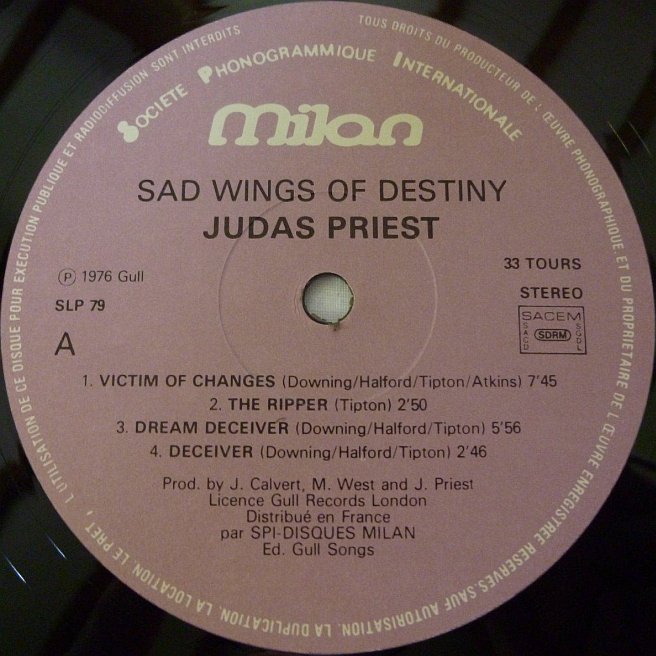 TOUS DROITS DU PRODUCTEUR DE L'ŒUVRE PHONOGRAPHIQUE ET DU PROPRIETAIRE DE L'ŒUVRE ENREGISTREE RESERVES. SAUF AUTORISATION. LA DUPLICATION. LA LOCATION. LE PRET, L'UTILISATION DE CE DISQUE POUR EXECUTION PUBLIQUE ET RADIODIFFUSION SONT INTERDITS
SOCIETE PHONOGRAMMIQUE INTERNATIONALE
milan
SAD WINGS OF DESTINY
JUDAS PRIEST
Ⓟ 1976 Gull
SLP 79
A
33 TOURS
STEREO
SACEM
SACD
SDRM
SGDL
1. VICTIM OF CHANGES (Downing/Halford/Tipton/Atkins) 7'45
2. THE RIPPER (Tipton) 2'50
3. DREAM DECEIVER (Downing/Halford/Tipton) 5'56
4. DECEIVER (Downing/Halford/Tipton) 2'46
Prod. by J. Calvert, M. West and J. Priest
Licence Gull Records London
Distribué en France
par SPI-DISQUES MILAN
Ed. Gull Songs